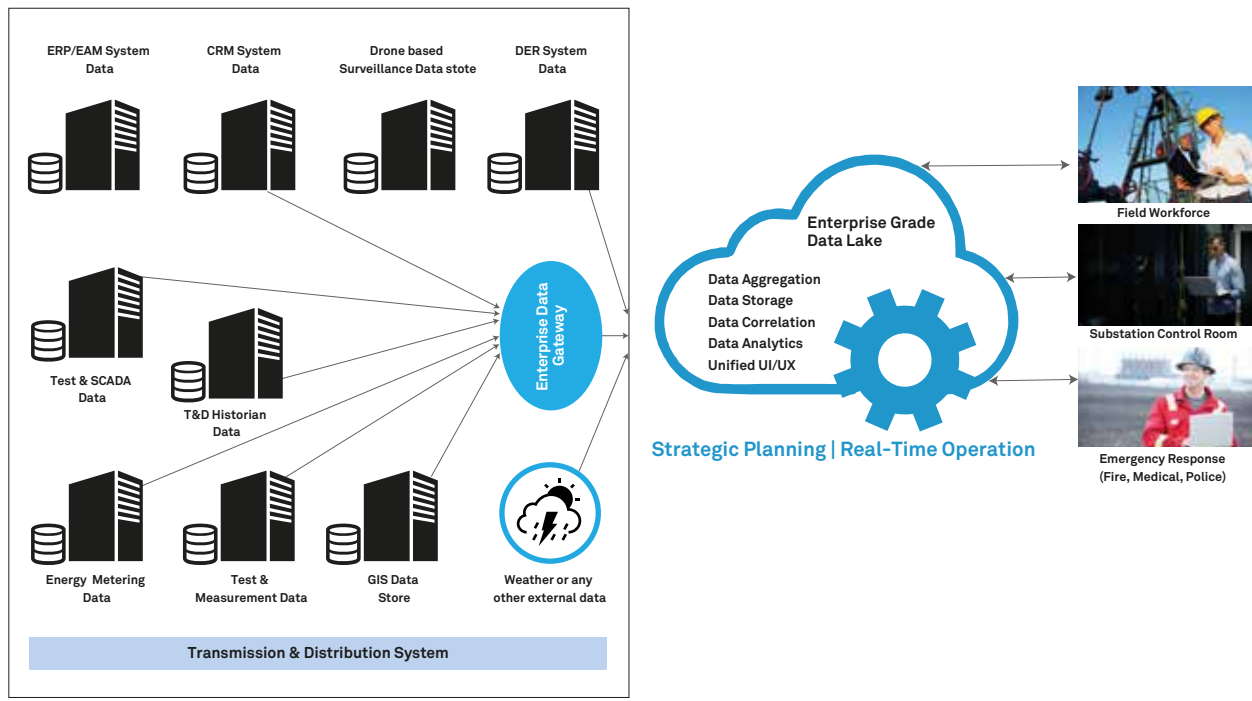 ERP/EAM System
Data
CRM System
Data
Drone based
Surveillance Data stote
DER System
Data
Test & SCADA
Data
T&D Historian
Data
Enterprise Data
Gateway
Energy Metering
Data
Test &
Measurement Data
GIS Data
Store
Weather or any
other external data
Transmission & Distribution System
Enterprise Grade
Data Lake
Data Aggregation
Data Storage
Data Correlation
Data Analytics
Unified UI/UX
Strategic Planning | Real-Time Operation
Field Workforce
Substation Control Room
Emergency Response
(Fire, Medical, Police)